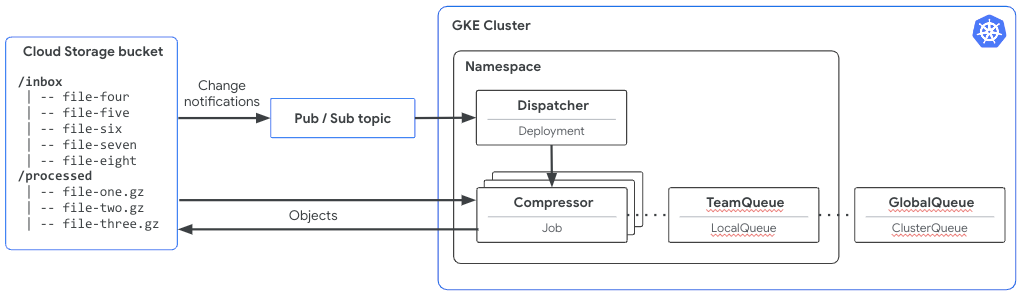 GKE Cluster
Cloud Storage bucket
/inbox
| -- file-four
| -- file-five
| -- file-six
| -- file-seven
| -- file-eight
/processed
| -- file-one.gz
| -- file-two.gz
| -- file-three.gz
Change
notifications
Pub / Sub topic
Namespace
Dispatcher
Deployment
Objects
Compressor
Job
TeamQueue
LocalQueue
GlobalQueue
ClusterQueue